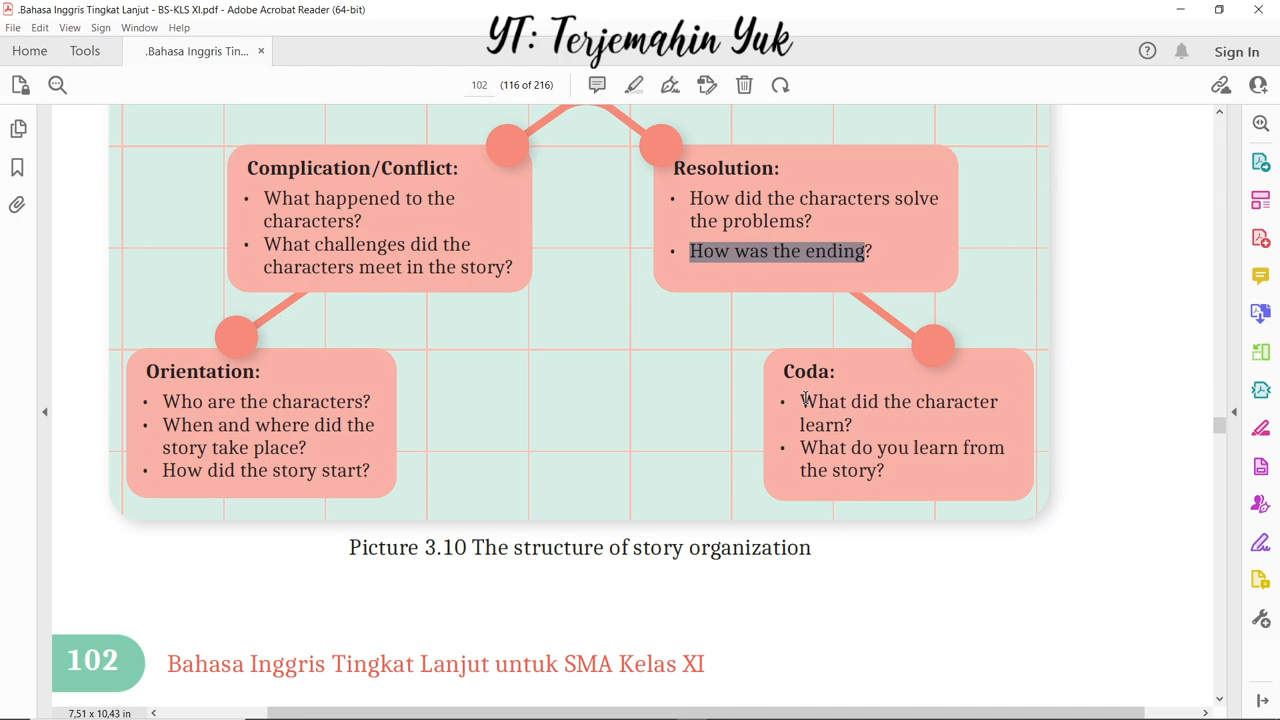 .Bahasa Inggris Tingkat Lanjut - BS-KLS XI.pdf - Adobe Acrobat Reader (64-bit)
File Edit View Sign Window Help
YT: Terjemahin Yuk
Home Tools .Bahasa Inggris Tin... × Sign In
102 (116 of 216)
Complication/Conflict:
• What happened to the
characters?
• What challenges did the
characters meet in the story?
Resolution:
• How did the characters solve
the problems?
• How was the ending?
Orientation:
• Who are the characters?
• When and where did the
story take place?
• How did the story start?
Coda:
• What did the character
learn?
• What do you learn from
the story?
Picture 3.10 The structure of story organization
102 Bahasa Inggris Tingkat Lanjut untuk SMA Kelas XI
7,51 x 10,43 in